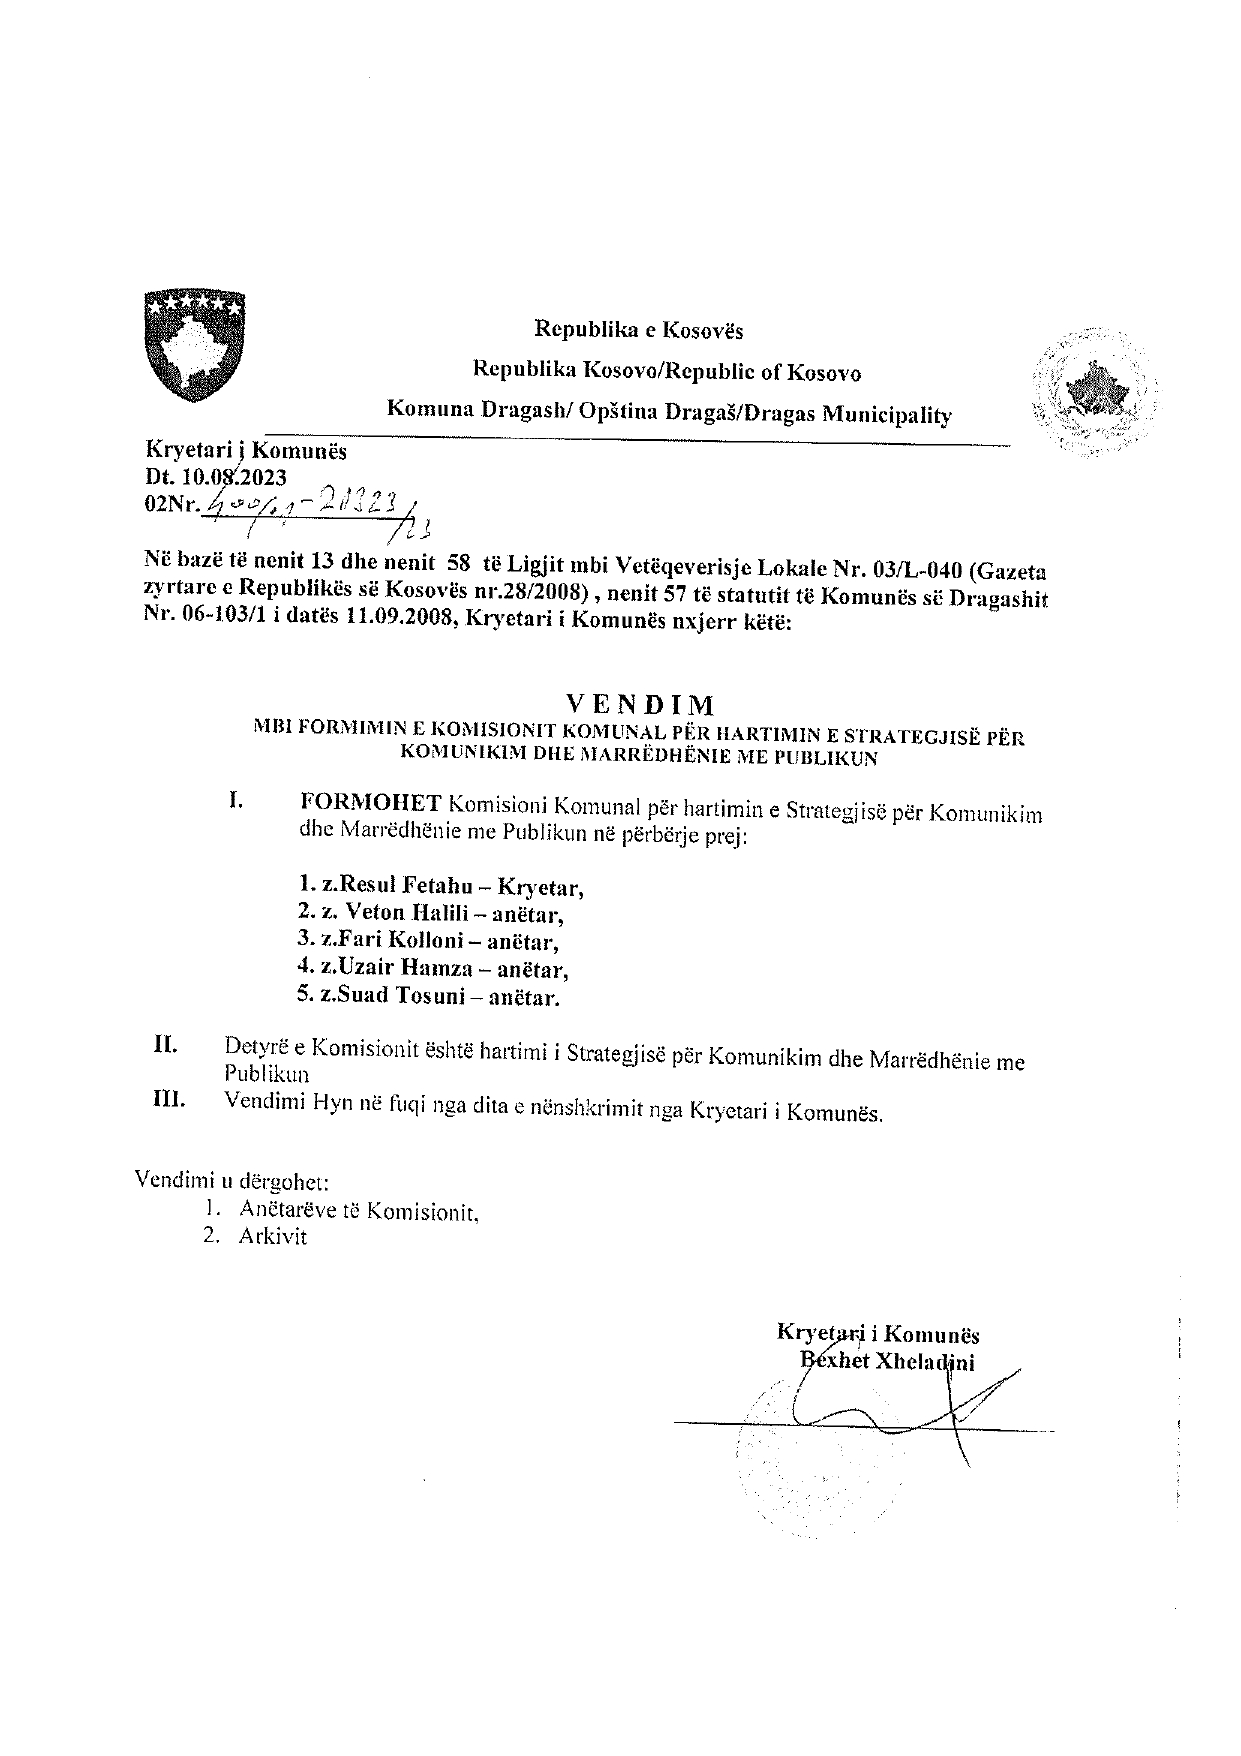 Republika e Kosovës
Republika Kosovo/Republic of Kosovo
Komuna Dragash/ Opština Dragaš/Dragas Municipality
Kryetari i Komunës
Dt. 10.08.2023
02Nr.
Në bazë të nenit 13 dhe nenit 58 të Ligjit mbi Vetëqeverisje Lokale Nr. 03/L-040 (Gazeta
zyrtare e Republikës së Kosovës nr.28/2008) , nenit 57 të statutit të Komunës së Dragashit
Nr. 06-103/1 i datës 11.09.2008, Kryetari i Komunës nxjerr këtë:
V E N D I M
MBI FORMIMIN E KOMISIONIT KOMUNAL PËR HARTIMIN E STRATEGJISË PËR
KOMUNIKIM DHE MARRËDHËNIE ME PUBLIKUN
I. FORMOHET Komisioni Komunal për hartimin e Strategjisë për Komunikim
dhe Marrëdhënie me Publikun në përbërje prej:
1. z.Resul Fetahu – Kryetar,
2. z. Veton Halili – anëtar,
3. z.Fari Kolloni – anëtar,
4. z.Uzair Hamza – anëtar,
5. z.Suad Tosuni – anëtar.
II. Detyrë e Komisionit është hartimi i Strategjisë për Komunikim dhe Marrëdhënie me
Publikun
III. Vendimi Hyn në fuqi nga dita e nënshkrimit nga Kryetari i Komunës.
Vendimi u dërgohet:
1. Anëtarëve të Komisionit,
2. Arkivit
Kryetari i Komunës
Bexhet Xheladini